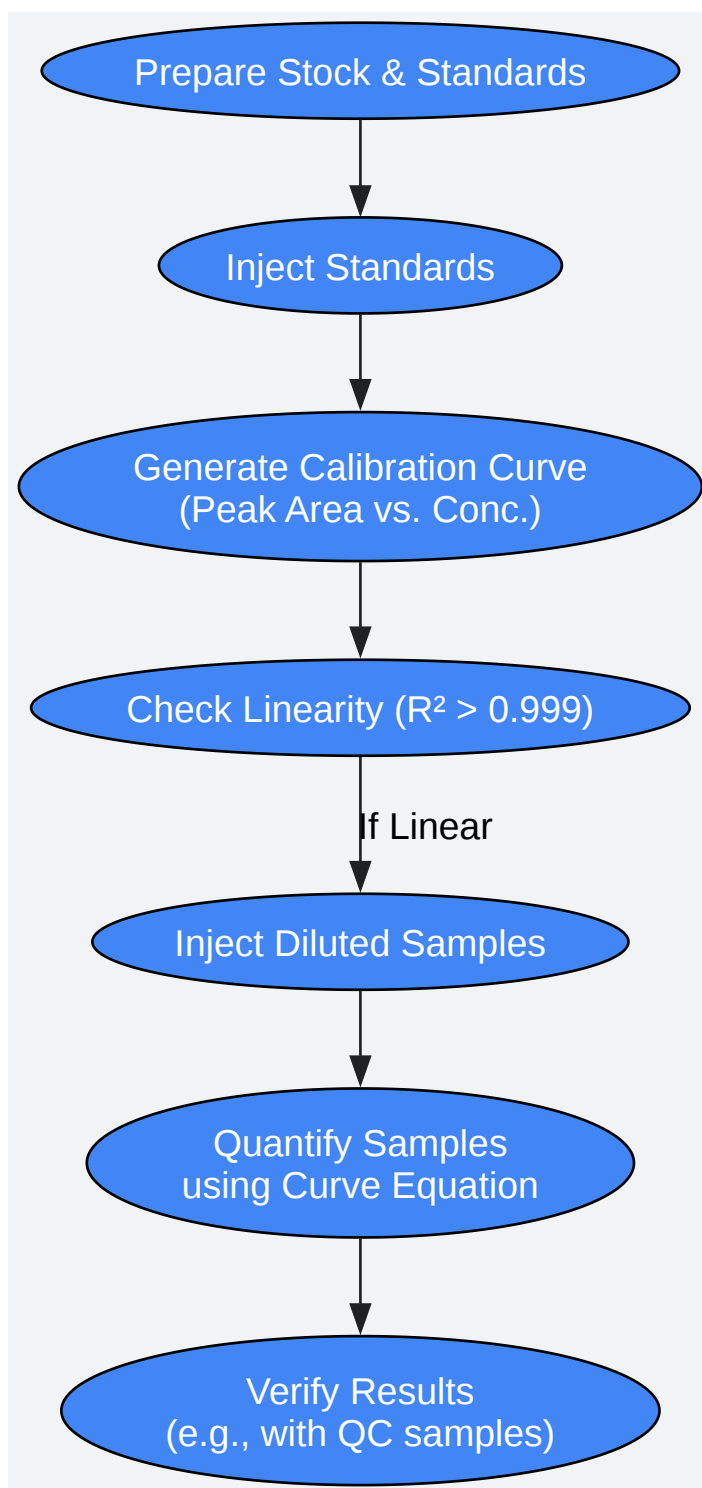 Prepare Stock & Standards
Inject Standards
Generate Calibration Curve
(Peak Area vs. Conc.)
Check Linearity (R² > 0.999)
If Linear
Inject Diluted Samples
Quantify Samples
using Curve Equation
Verify Results
(e.g., with QC samples)